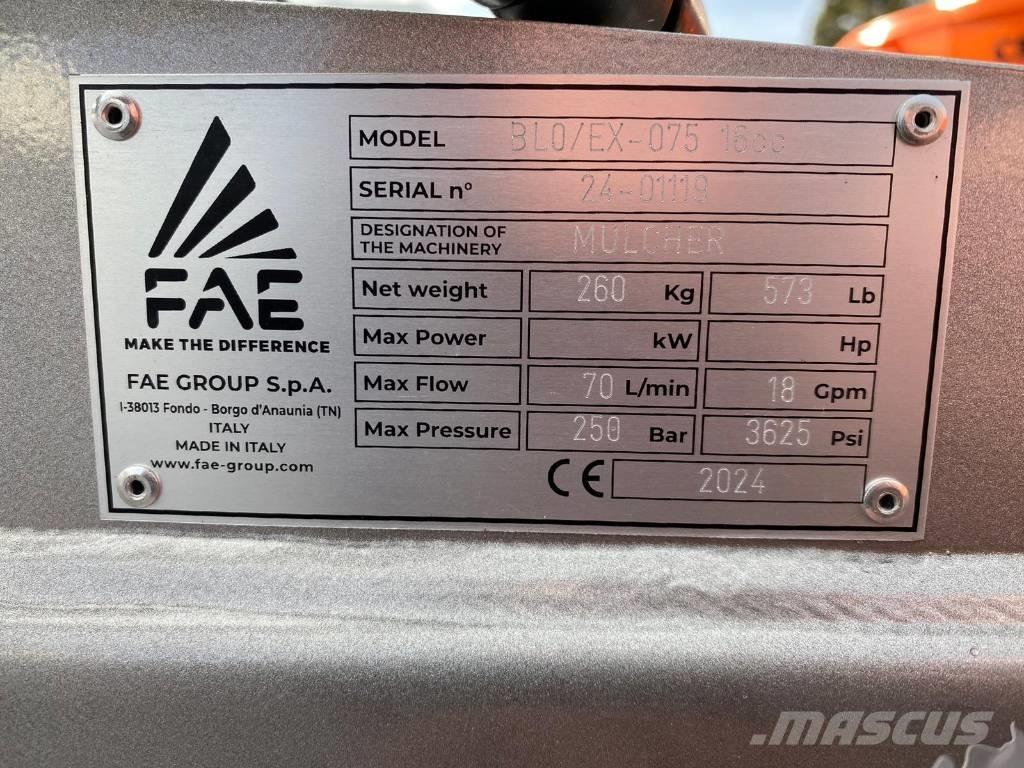 FAE
MAKE THE DIFFERENCE
FAE GROUP S.p.A.
I-38013 Fondo - Borgo d'Anaunia (TN)
ITALY
MADE IN ITALY
www.fae-group.com
MODEL BL0/EX-075 16cc
SERIAL n° 24-01119
DESIGNATION OF
THE MACHINERY MULCHER
Net weight 260 Kg 573 Lb
Max Power kW Hp
Max Flow 70 L/min 18 Gpm
Max Pressure 250 Bar 3625 Psi
CE 2024
MASCUS